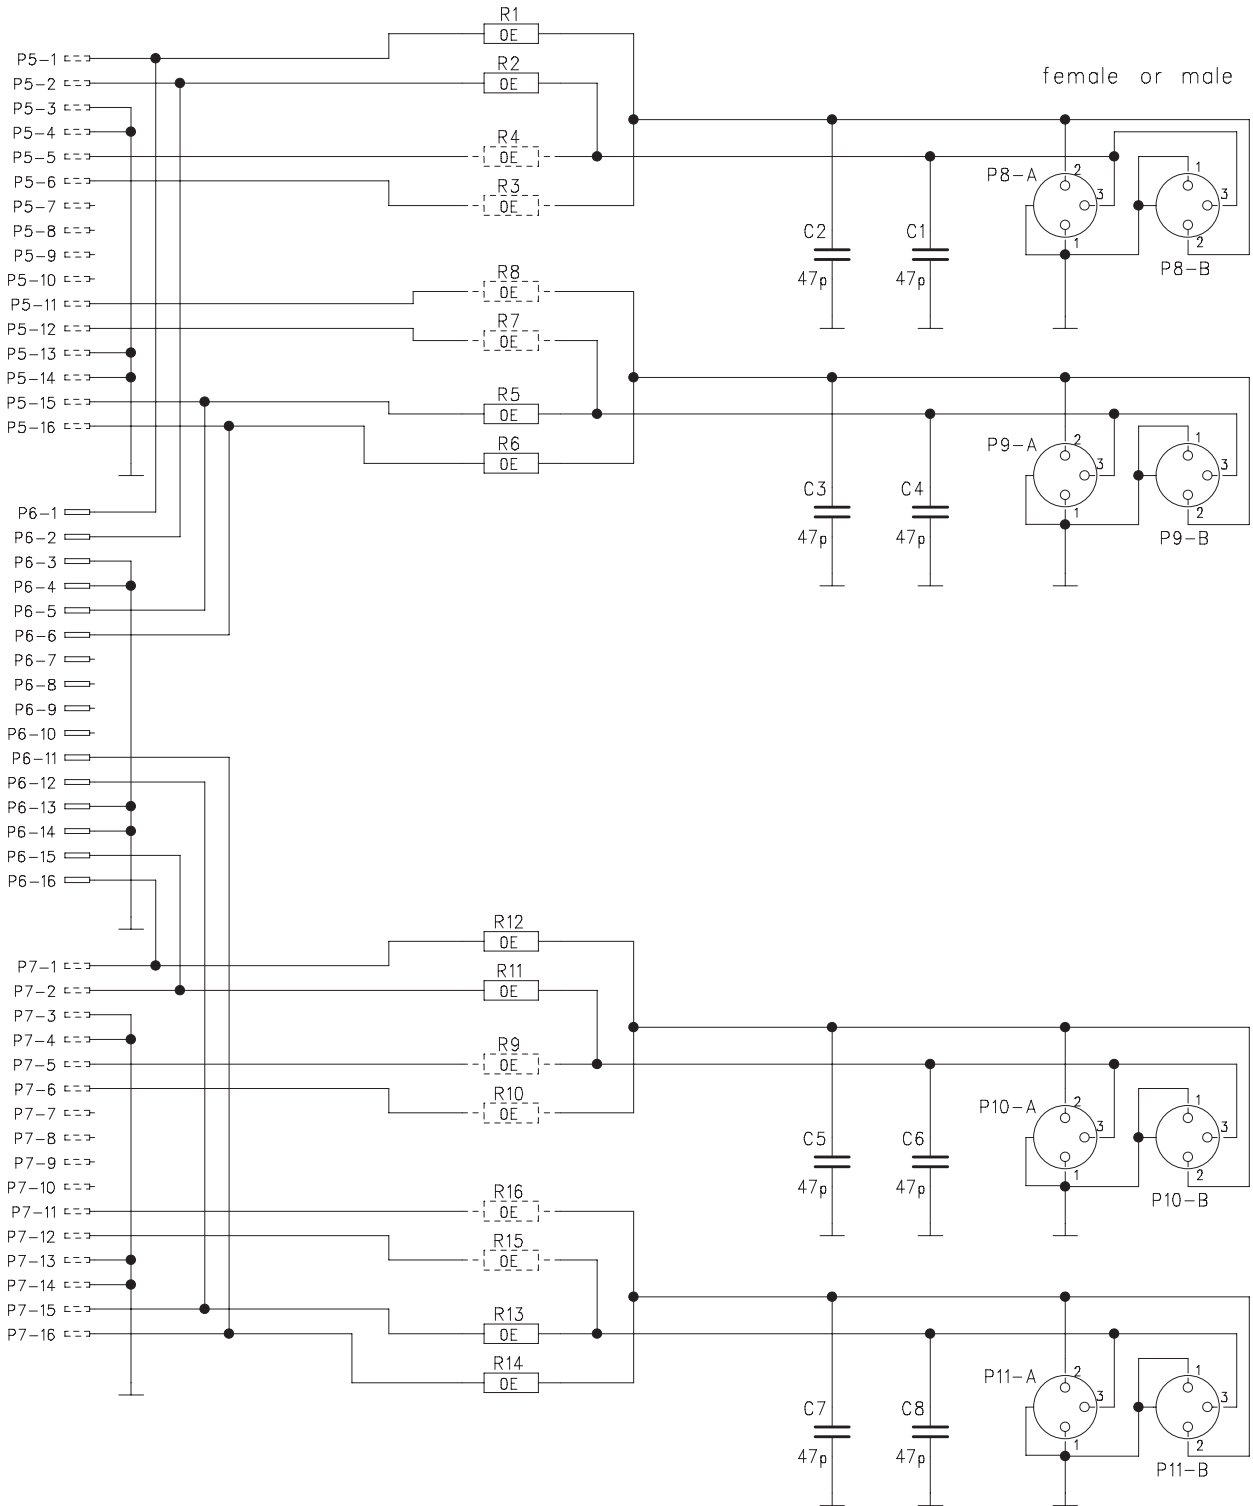 R1
0E
P5-1
R2
P5-2
0E
female or male
P5-3
P5-4
R4
P5-5
0E
P8-A
2
3
1
3
P5-6
R3
P5-7
0E
P5-8
C2
C1
1
2
P5-9
P8-B
P5-10
R8
47p
47p
P5-11
0E
P5-12
R7
P5-13
0E
P5-14
P5-15
R5
0E
P5-16
R6
P9-A
2
3
1
3
0E
C3
C4
P6-1
1
2
P6-2
47p
47p
P9-B
P6-3
P6-4
P6-5
P6-6
P6-7
P6-8
P6-9
P6-10
P6-11
P6-12
P6-13
P6-14
P6-15
P6-16
R12
0E
P7-1
R11
P7-2
0E
P7-3
P7-4
R9
P7-5
0E
P7-6
R10
P10-A
2
3
1
3
P7-7
0E
P7-8
C5
C6
P7-9
1
2
P7-10
47p
47p
P10-B
P7-11
R16
0E
P7-12
R15
P7-13
0E
P7-14
P7-15
R13
P7-16
0E
R14
P11-A
2
3
1
3
0E
C7
C8
1
2
47p
47p
P11-B